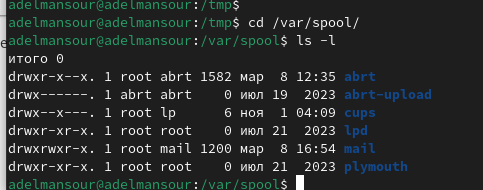 adelmansour@adelmansour:/tmp$
adelmansour@adelmansour:/tmp$ cd /var/spool/
adelmansour@adelmansour:/var/spool$ ls -l
итого 0
drwxr-x---. 1 root abrt 1582 мар  8 12:35 abrt
drwx------. 1 abrt abrt    0 июл 19  2023 abrt-upload
drwx--x---. 1 root lp      6 ноя  1 04:09 cups
drwxr-xr-x. 1 root root    0 июл 21  2023 lpd
drwxrwxr-x. 1 root mail 1200 мар  8 16:54 mail
drwxr-xr-x. 1 root root    0 июл 21  2023 plymouth
adelmansour@adelmansour:/var/spool$